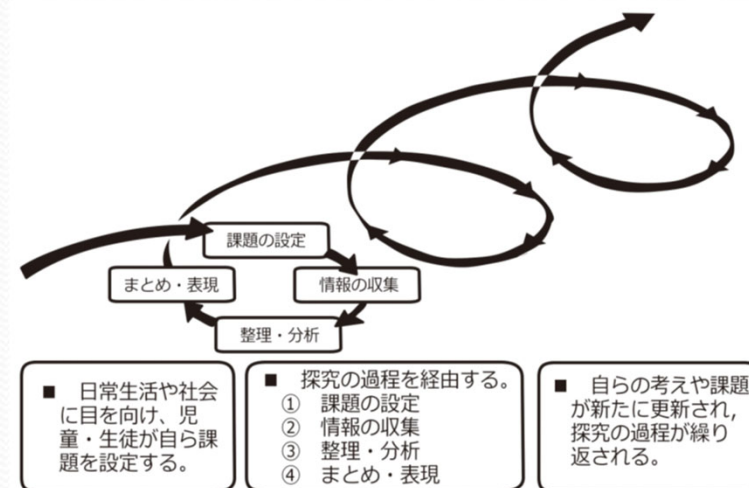 課題の設定
まとめ・表現
情報の収集
整理・分析
■ 日常生活や社会
に目を向け、児
童・生徒が自ら課
題を設定する。
■ 探究の過程を経由する。
① 課題の設定
② 情報の収集
③ 整理・分析
④ まとめ・表現
■ 自らの考えや課題
が新たに更新され,
探究の過程が繰り
返される。